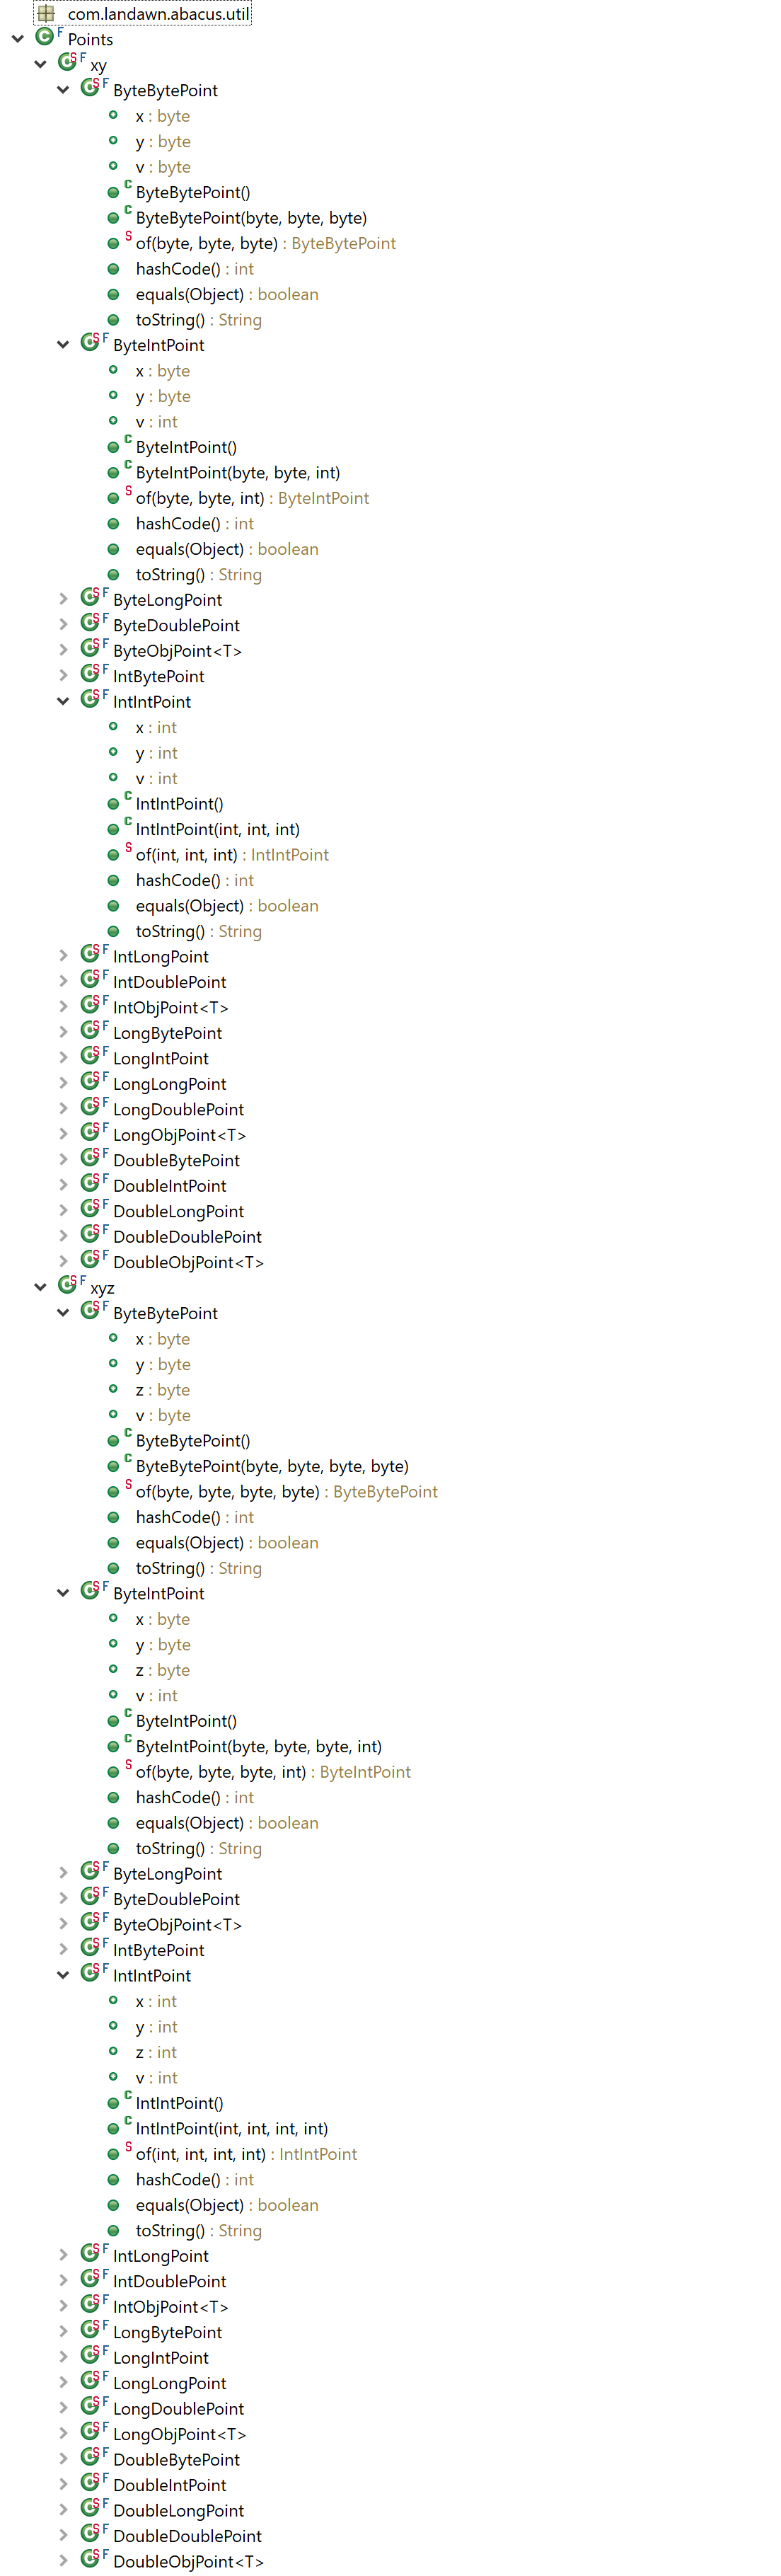 com.landawn.abacus.util
Points
xy
ByteBytePoint
x : byte
y : byte
v : byte
ByteBytePoint()
ByteBytePoint(byte, byte, byte)
of(byte, byte, byte) : ByteBytePoint
hashCode() : int
equals(Object) : boolean
toString() : String
ByteIntPoint
x : byte
y : byte
v : int
ByteIntPoint()
ByteIntPoint(byte, byte, int)
of(byte, byte, int) : ByteIntPoint
hashCode() : int
equals(Object) : boolean
toString() : String
ByteLongPoint
ByteDoublePoint
ByteObjPoint<T>
IntBytePoint
IntIntPoint
x : int
y : int
v : int
IntIntPoint()
IntIntPoint(int, int, int)
of(int, int, int) : IntIntPoint
hashCode() : int
equals(Object) : boolean
toString() : String
IntLongPoint
IntDoublePoint
IntObjPoint<T>
LongBytePoint
LongIntPoint
LongLongPoint
LongDoublePoint
LongObjPoint<T>
DoubleBytePoint
DoubleIntPoint
DoubleLongPoint
DoubleDoublePoint
DoubleObjPoint<T>
xyz
ByteBytePoint
x : byte
y : byte
z : byte
v : byte
ByteBytePoint()
ByteBytePoint(byte, byte, byte, byte)
of(byte, byte, byte, byte) : ByteBytePoint
hashCode() : int
equals(Object) : boolean
toString() : String
ByteIntPoint
x : byte
y : byte
z : byte
v : int
ByteIntPoint()
ByteIntPoint(byte, byte, byte, int)
of(byte, byte, byte, int) : ByteIntPoint
hashCode() : int
equals(Object) : boolean
toString() : String
ByteLongPoint
ByteDoublePoint
ByteObjPoint<T>
IntBytePoint
IntIntPoint
x : int
y : int
z : int
v : int
IntIntPoint()
IntIntPoint(int, int, int, int)
of(int, int, int, int) : IntIntPoint
hashCode() : int
equals(Object) : boolean
toString() : String
IntLongPoint
IntDoublePoint
IntObjPoint<T>
LongBytePoint
LongIntPoint
LongLongPoint
LongDoublePoint
LongObjPoint<T>
DoubleBytePoint
DoubleIntPoint
DoubleLongPoint
DoubleDoublePoint
DoubleObjPoint<T>